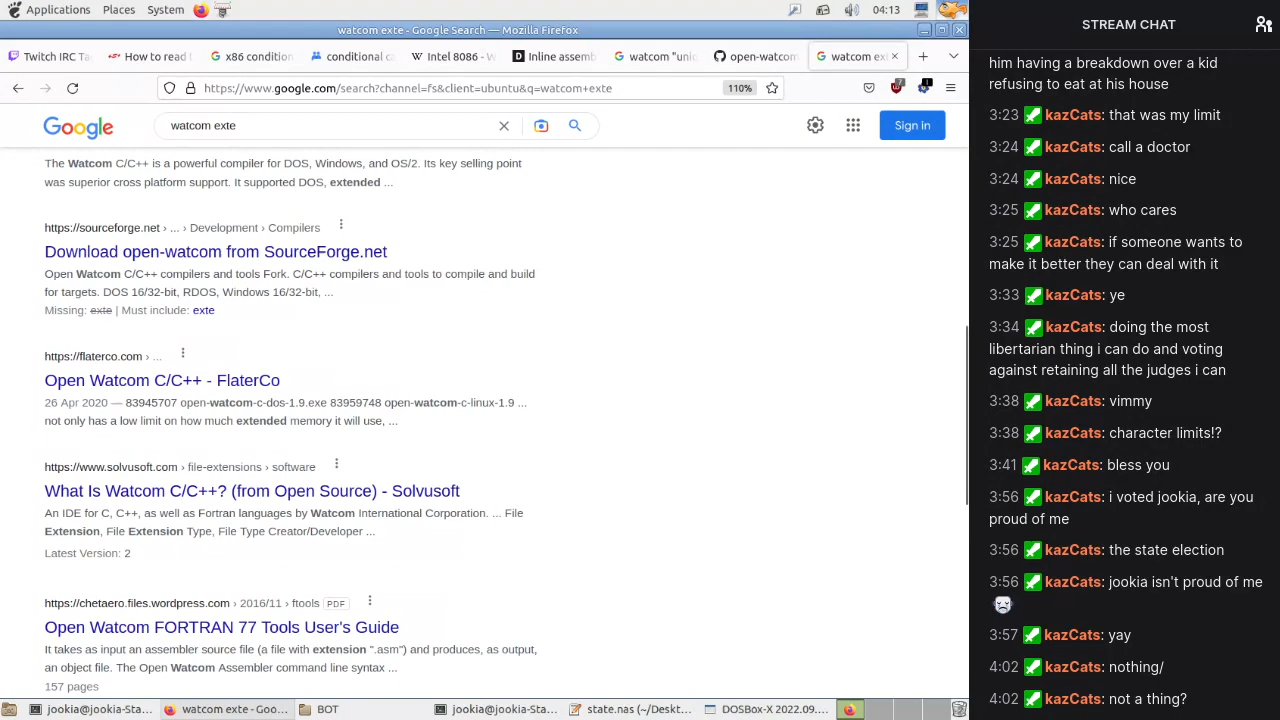 Applications Places System 04:13
watcom exte - Google Search — Mozilla Firefox
Twitch IRC Ta
How to read
x86 condition
conditional c
Intel 8086 - W
Inline assemb
watcom "unic
open-watcom
watcom ex
https://www.google.com/search?channel=fs&client=ubuntu&q=watcom+exte 110% 7 1
Google watcom exte Sign in
The Watcom C/C++ is a powerful compiler for DOS, Windows, and OS/2. Its key selling point
was superior cross platform support. It supported DOS, extended ...
https://sourceforge.net › ... › Development › Compilers
Download open-watcom from SourceForge.net
Open Watcom C/C++ compilers and tools Fork. C/C++ compilers and tools to compile and build
for targets. DOS 16/32-bit, RDOS, Windows 16/32-bit, ...
Missing: exte | Must include: exte
https://flaterco.com › ...
Open Watcom C/C++ - FlaterCo
26 Apr 2020 — 83945707 open-watcom-c-dos-1.9.exe 83959748 open-watcom-c-linux-1.9 ...
not only has a low limit on how much extended memory it will use, ...
https://www.solvusoft.com › file-extensions › software
What Is Watcom C/C++? (from Open Source) - Solvusoft
An IDE for C, C++, as well as Fortran languages by Watcom International Corporation. ... File
Extension, File Extension Type, File Type Creator/Developer ...
Latest Version: 2
https://chetaero.files.wordpress.com › 2016/11 › ftools PDF
Open Watcom FORTRAN 77 Tools User's Guide
It takes as input an assembler source file (a file with extension ".asm") and produces, as output,
an object file. The Open Watcom Assembler command line syntax ...
157 pages
jookia@jookia-Sta...
watcom exte - Go...
BOT
jookia@jookia-Sta...
state.nas (~/Deskt...
DOSBox-X 2022.09....
STREAM CHAT
him having a breakdown over a kid
refusing to eat at his house
3:23 kazCats: that was my limit
3:24 kazCats: call a doctor
3:24 kazCats: nice
3:25 kazCats: who cares
3:25 kazCats: if someone wants to
make it better they can deal with it
3:33 kazCats: ye
3:34 kazCats: doing the most
libertarian thing i can do and voting
against retaining all the judges i can
3:38 kazCats: vimmy
3:38 kazCats: character limits!?
3:41 kazCats: bless you
3:56 kazCats: i voted jookia, are you
proud of me
3:56 kazCats: the state election
3:56 kazCats: jookia isn't proud of me
3:57 kazCats: yay
4:02 kazCats: nothing/
4:02 kazCats: not a thing?